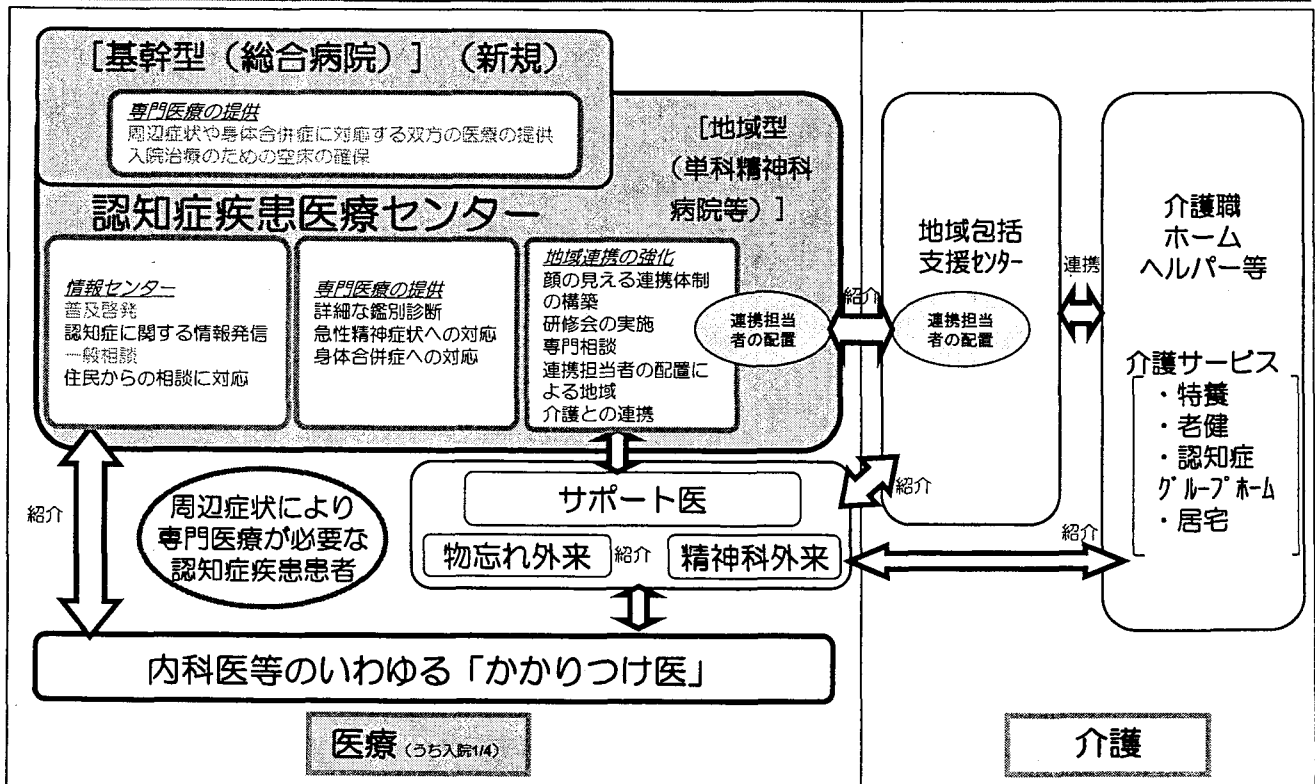 [基幹型(総合病院)](新規)
専門医療の提供
周辺症状や身体合併症に対応する双方の医療の提供
入院治療のための空床の確保
[地域型
(単科精神科
病院等)]
認知症疾患医療センター
情報センター
普及啓発
認知症に関する情報発信
一般相談
住民からの相談に対応
専門医療の提供
詳細な鑑別診断
急性精神症状への対応
身体合併症への対応
地域連携の強化
顔の見える連携体制
の構築
研修会の実施
専門相談
連携担当者の配置に
よる地域
介護との連携
連携担当
者の配置
紹介
地域包括
支援センター
連携担当
者の配置
連携
介護職
ホーム
ヘルパー等
介護サービス
・特養
・老健
・認知症
グループホーム
・居宅
紹介
周辺症状により
専門医療が必要な
認知症疾患患者
サポート医
物忘れ外来
紹介
精神科外来
紹介
紹介
内科医等のいわゆる「かかりつけ医」
医療(うち入院1/4)
介護